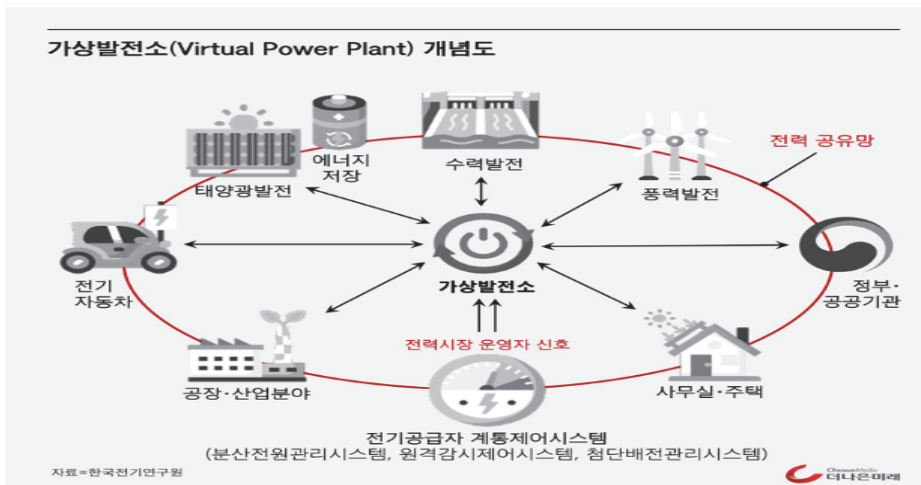 가상발전소(Virtual Power Plant) 개념도
에너지
저장
수력발전
전력 공유망
태양광발전
풍력발전
전기
자동차
가상발전소
정부·
공공기관
전력시장 운영자 신호
공장·산업분야
사무실·주택
전기공급자 계통제어시스템
(분산전원관리시스템, 원격감시제어시스템, 첨단배전관리시스템)
자료=한국전기연구원
ChosunMedia
더나은미래